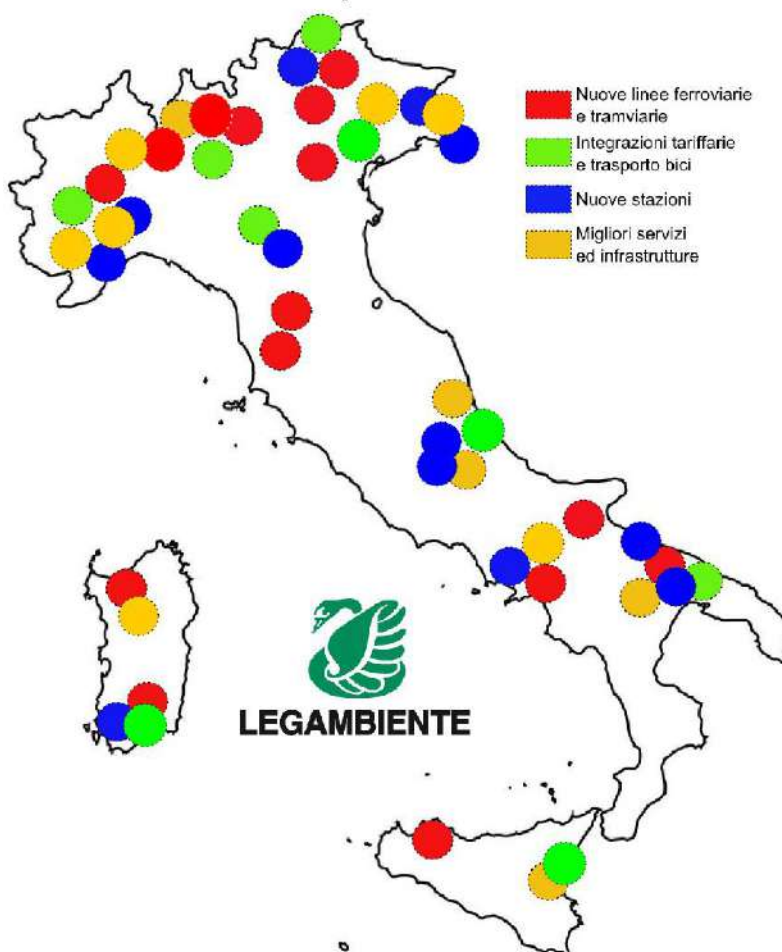 Nuove linee ferroviarie
e tramviarie
Integrazioni tariffarie
e trasporto bici
Nuove stazioni
Migliori servizi
ed infrastrutture
LEGAMBIENTE